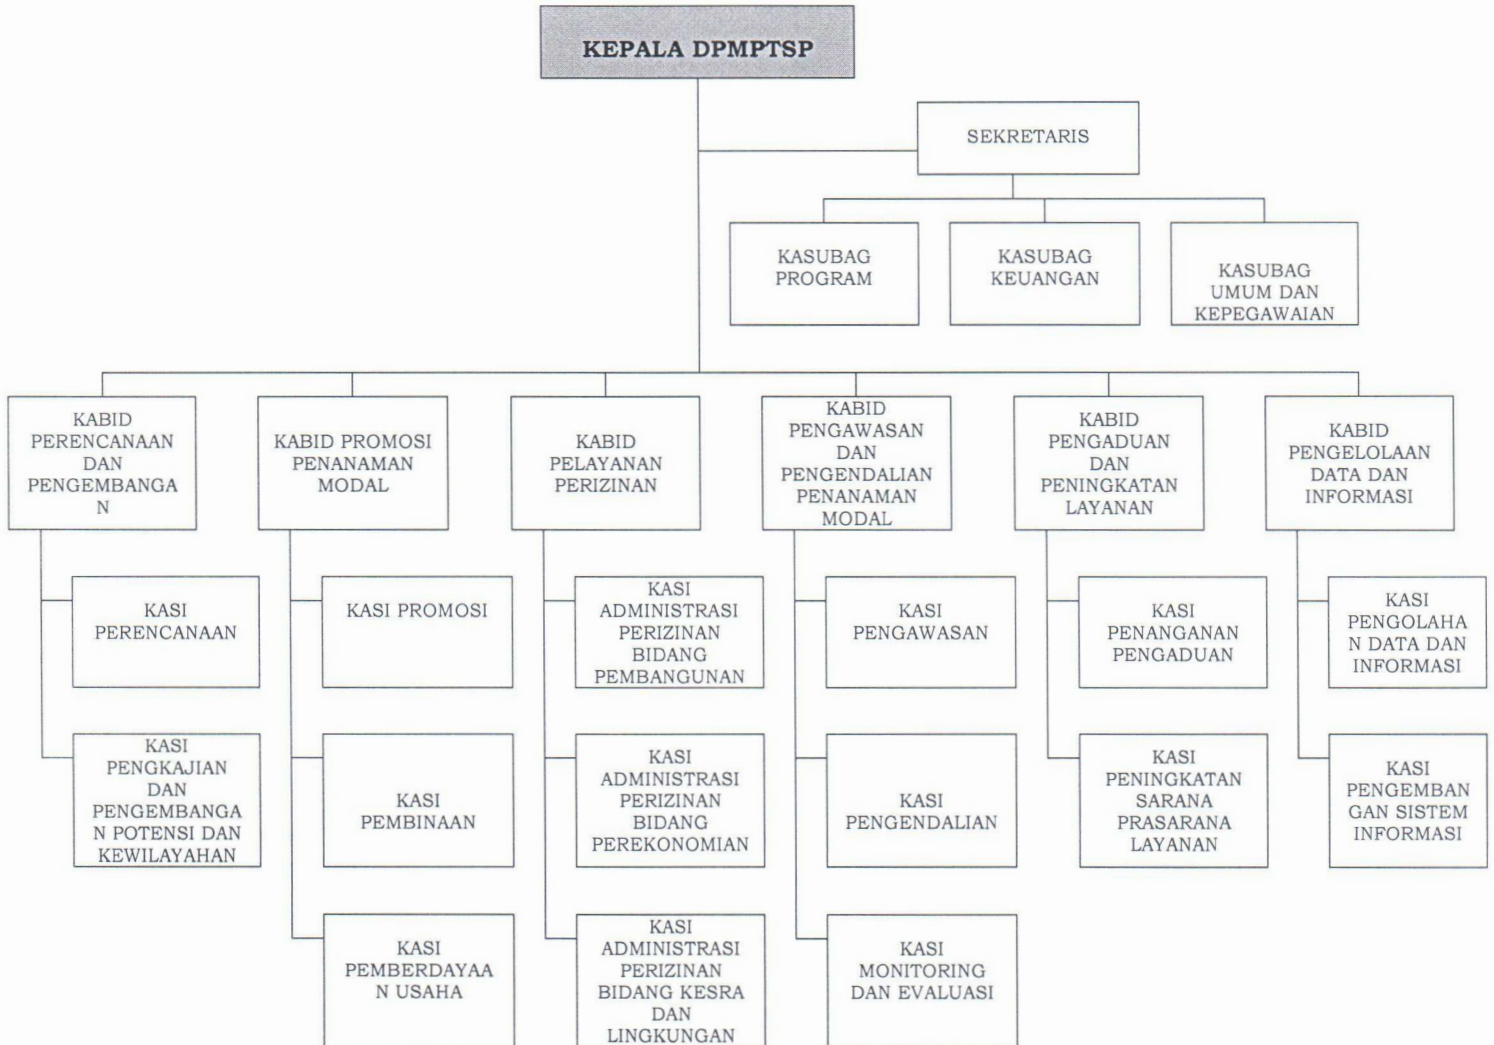 KEPALA DPMPTSP
SEKRETARIS
KASUBAG
PROGRAM
KASUBAG
KEUANGAN
KASUBAG
UMUM DAN
KEPEGAWAIAN
KABID
PERENCANAAN
DAN
PENGEMBANGA
N
KABID PROMOSI
PENANAMAN
MODAL
KABID
PELAYANAN
PERIZINAN
KABID
PENGAWASAN
DAN
PENGENDALIAN
PENANAMAN
MODAL
KABID
PENGADUAN
DAN
PENINGKATAN
LAYANAN
KABID
PENGELOLAAN
DATA DAN
INFORMASI
KASI
PERENCANAAN
KASI PROMOSI
KASI
ADMINISTRASI
PERIZINAN
BIDANG
PEMBANGUNAN
KASI
PENGAWASAN
KASI
PENANGANAN
PENGADUAN
KASI
PENGOLAHA
N DATA DAN
INFORMASI
KASI
PENGKAJIAN
DAN
PENGEMBANGA
N POTENSI DAN
KEWILAYAHAN
KASI
PEMBINAAN
KASI
ADMINISTRASI
PERIZINAN
BIDANG
PEREKONOMIAN
KASI
PENGENDALIAN
KASI
PENINGKATAN
SARANA
PRASARANA
LAYANAN
KASI
PENGEMBAN
GAN SISTEM
INFORMASI
KASI
PEMBERDAYAA
N USAHA
KASI
ADMINISTRASI
PERIZINAN
BIDANG KESRA
DAN
LINGKUNGAN
KASI
MONITORING
DAN EVALUASI